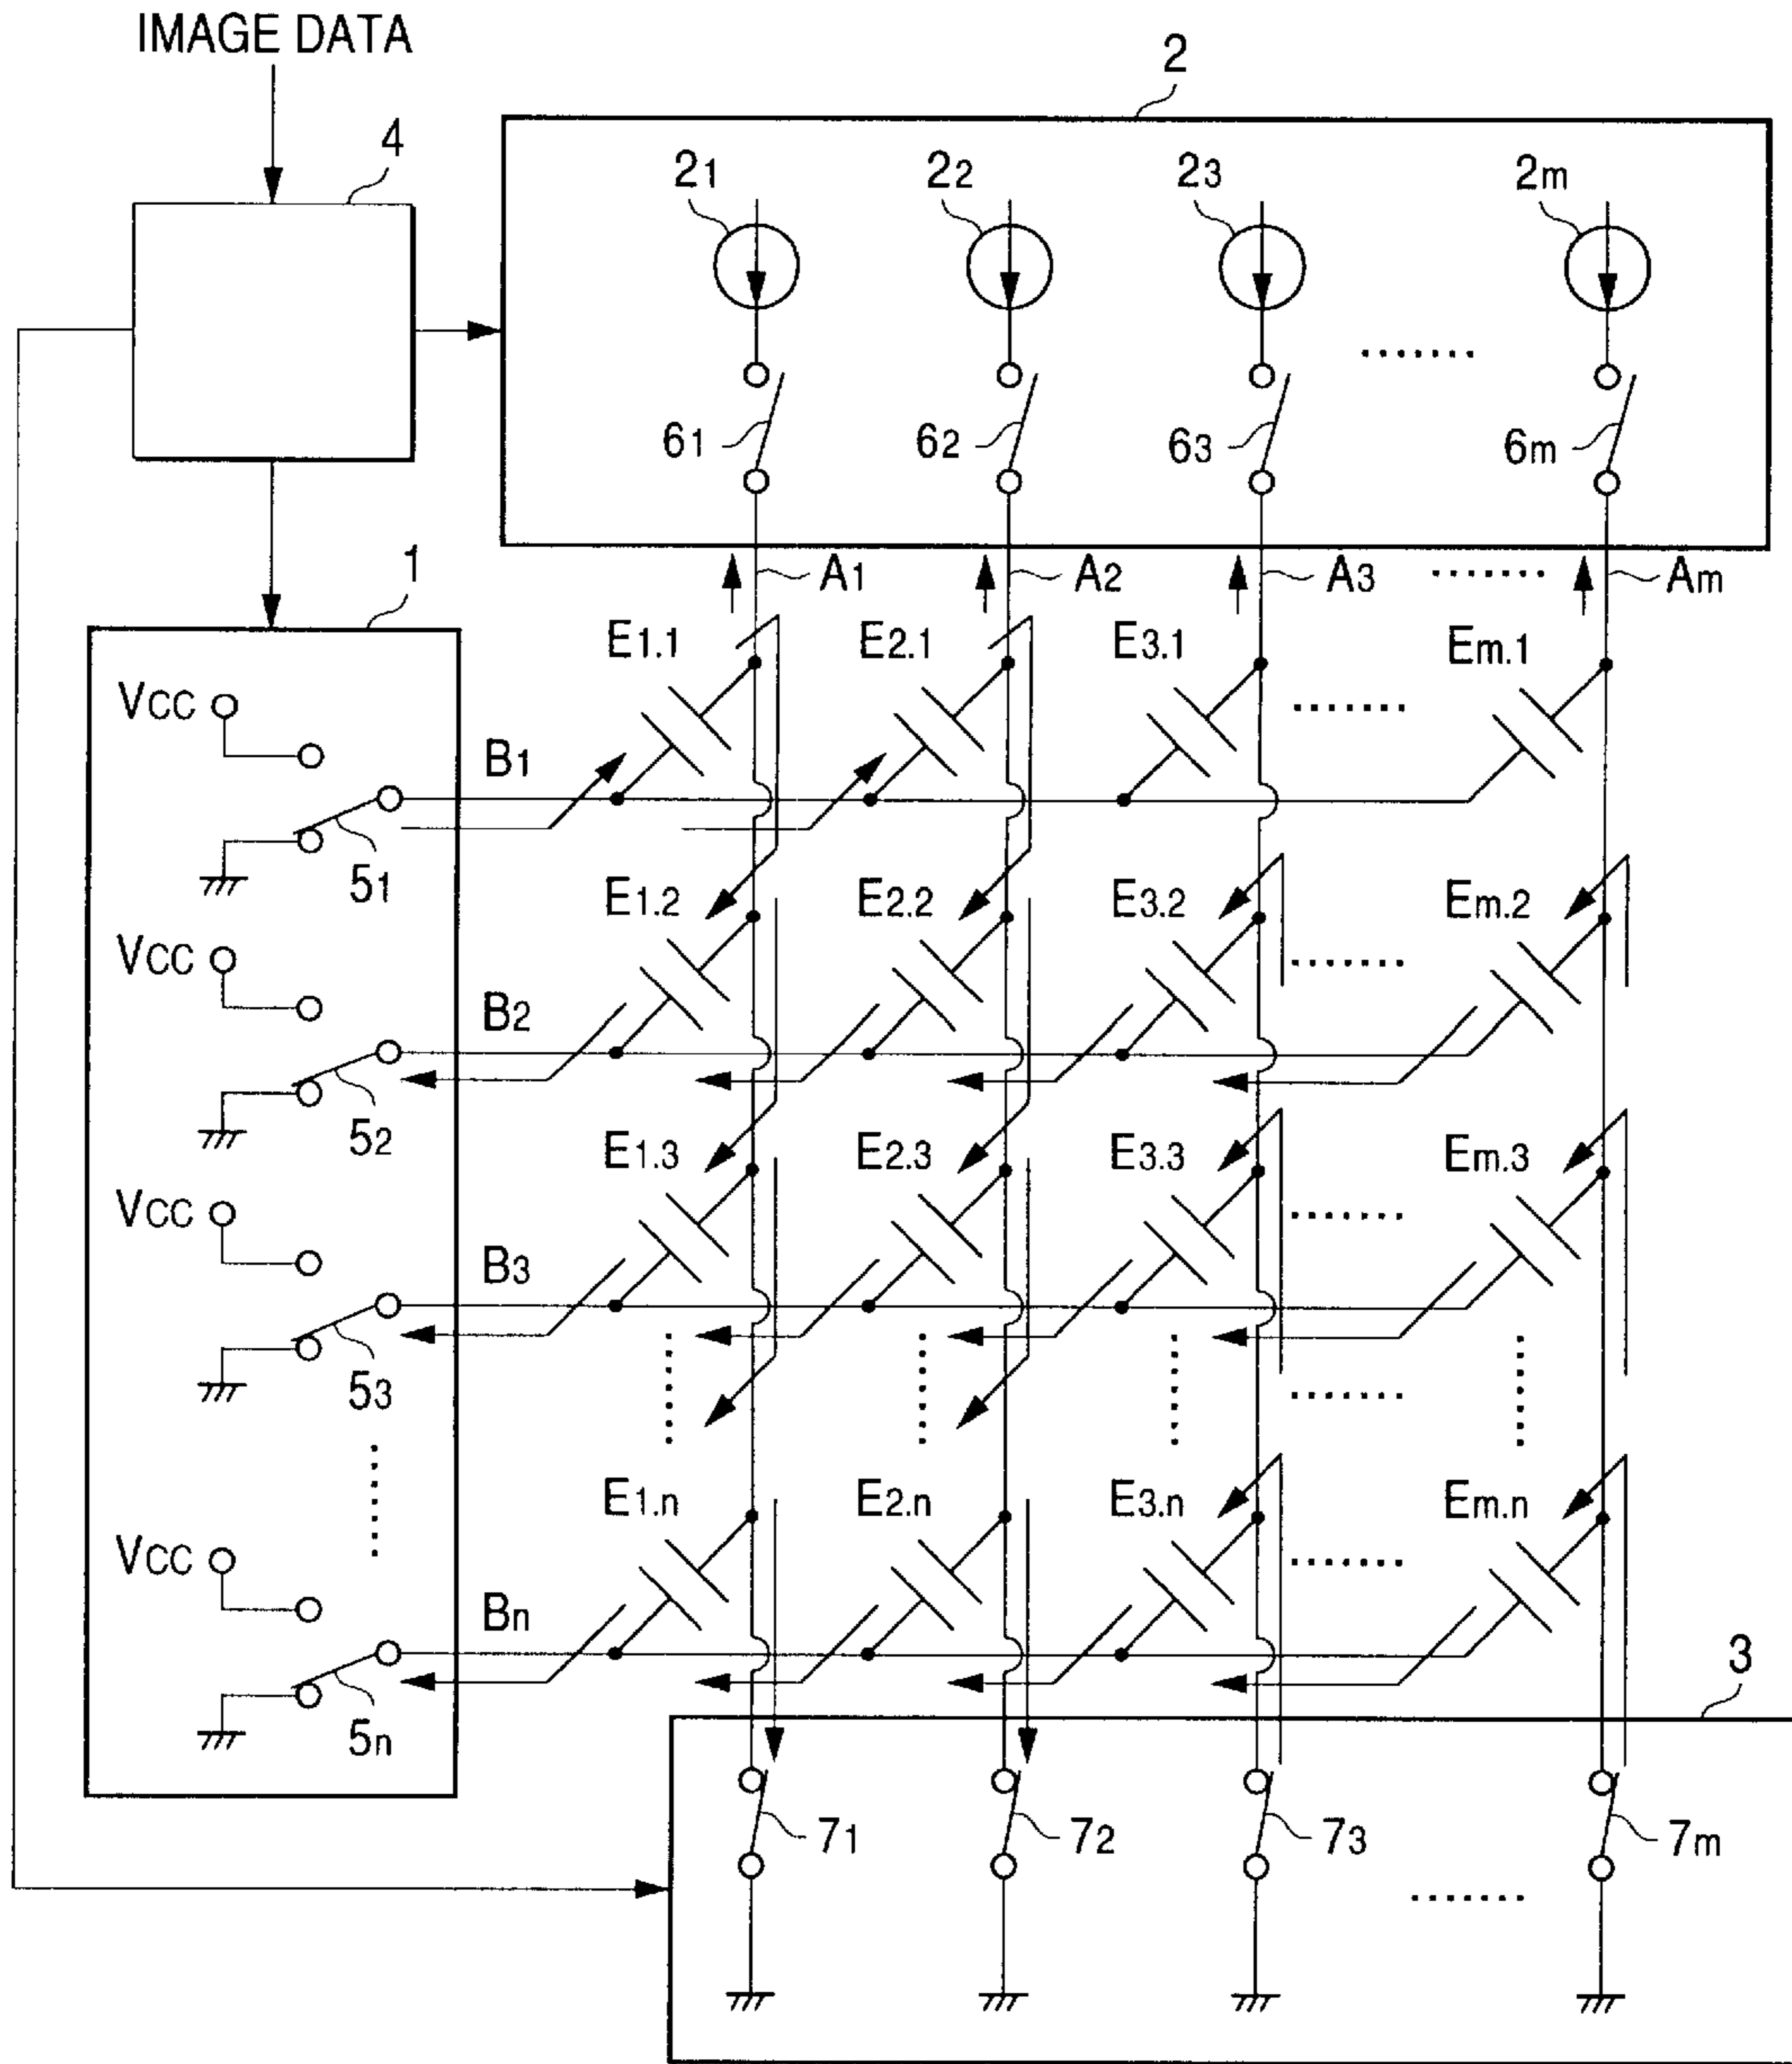 IMAGE DATA
2
4
21 22 23 2m
61 62 63 6m
.......
A1 A2 A3 ....... Am
1
E1.1 E2.1 E3.1 Em.1
VCC
B1
.......
51
E1.2 E2.2 E3.2 Em.2
VCC
B2
.......
52
E1.3 E2.3 E3.3 Em.3
VCC
B3
.......
53
.......
E1.n E2.n E3.n Em.n
VCC
.......
Bn
5n
3
71 72 73 7m
.......